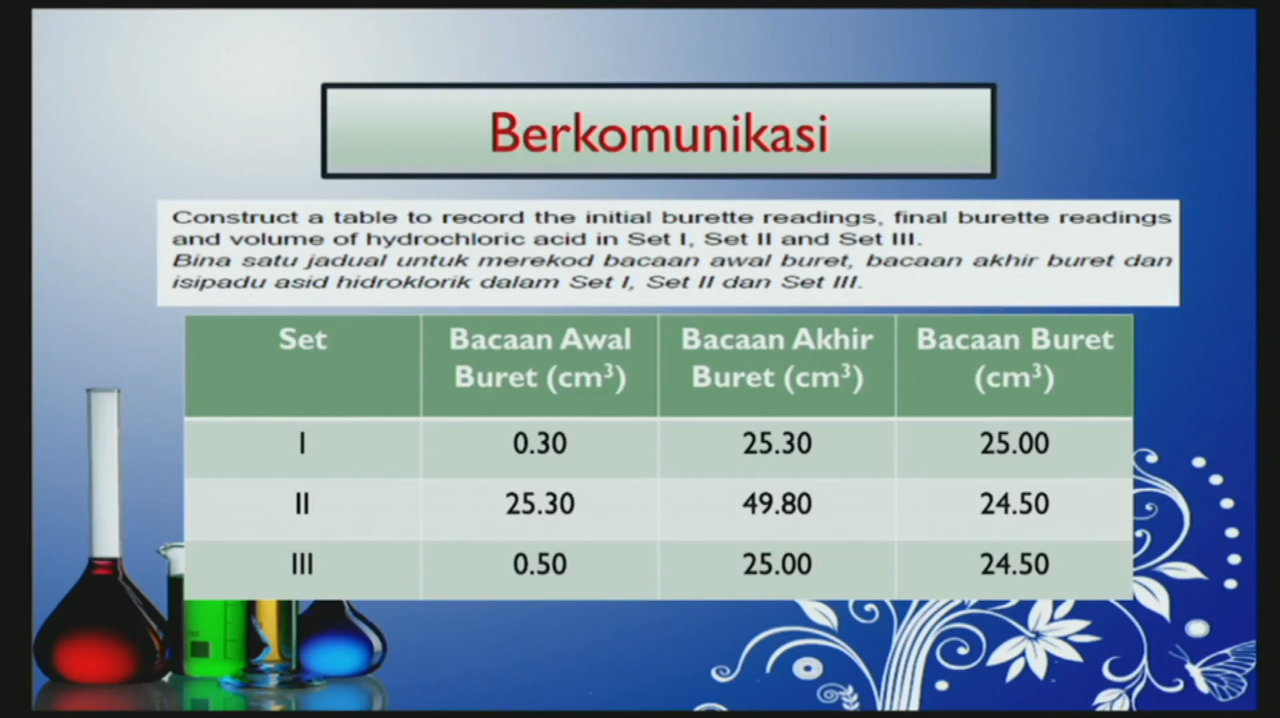 Berkomunikasi
Construct a table to record the initial burette readings, final burette readings
and volume of hydrochloric acid in Set I, Set II and Set III.
Bina satu jadual untuk merekod bacaan awal buret, bacaan akhir buret dan
isipadu asid hidroklorik dalam Set I, Set II dan Set III.
Set Bacaan Awal Buret (cm³) Bacaan Akhir Buret (cm³) Bacaan Buret (cm³)
I 0.30 25.30 25.00
II 25.30 49.80 24.50
III 0.50 25.00 24.50